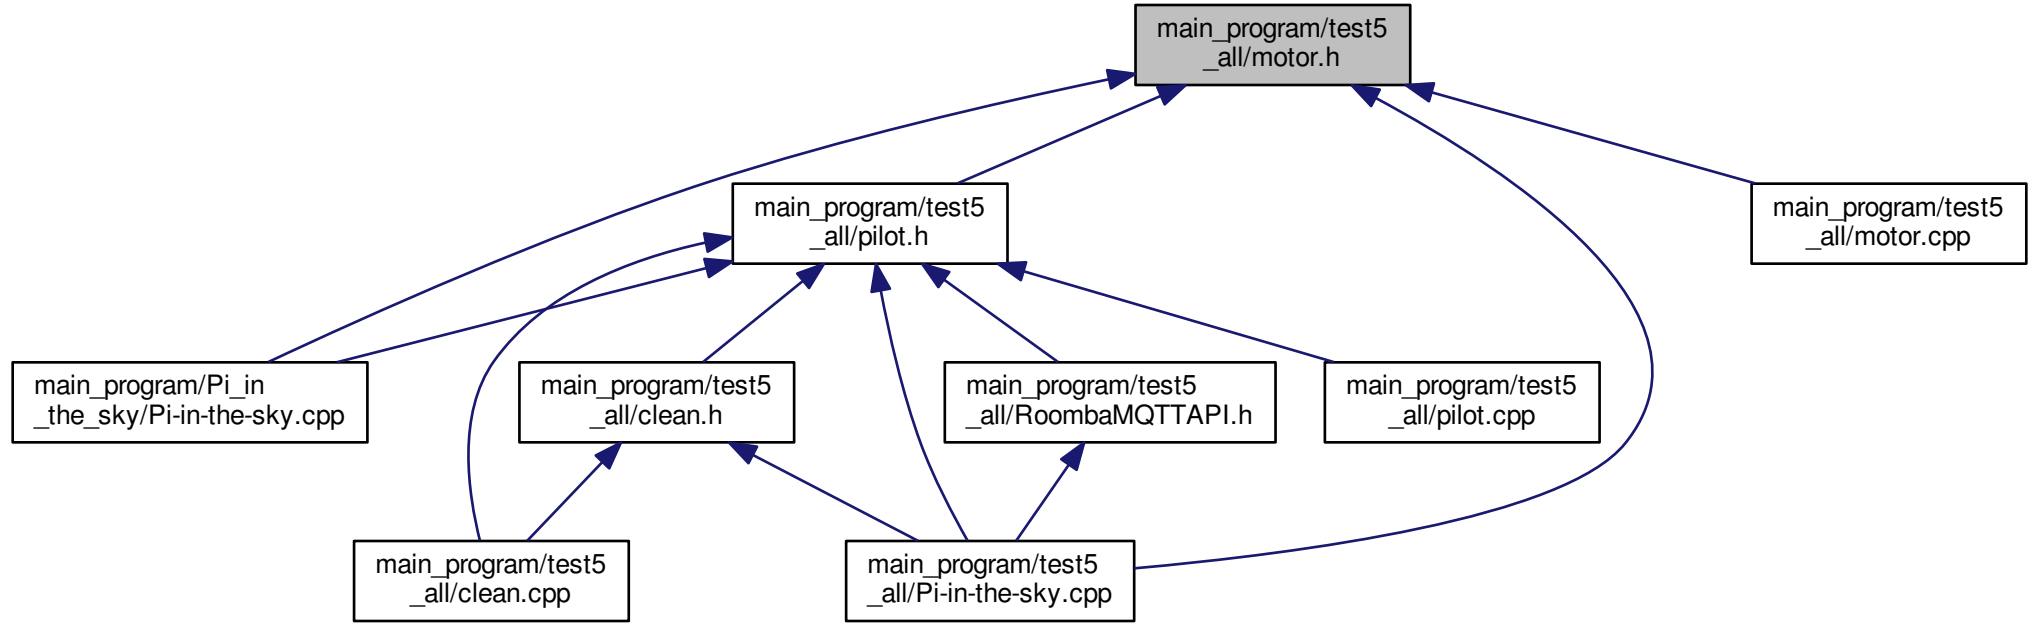 main_program/test5
_all/motor.h
main_program/test5
_all/pilot.h
main_program/test5
_all/motor.cpp
main_program/Pi_in
_the_sky/Pi-in-the-sky.cpp
main_program/test5
_all/clean.h
main_program/test5
_all/RoombaMQTTAPI.h
main_program/test5
_all/pilot.cpp
main_program/test5
_all/clean.cpp
main_program/test5
_all/Pi-in-the-sky.cpp